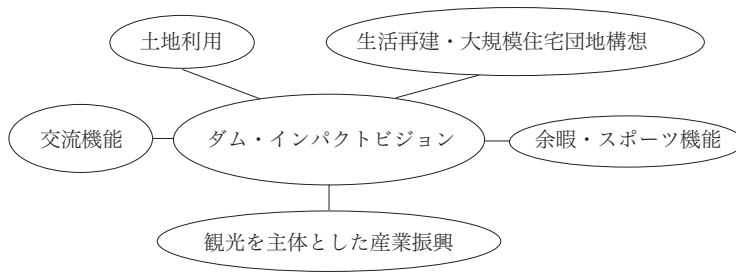 土地利用
生活再建・大規模住宅団地構想
交流機能
ダム・インパクトビジョン
余暇・スポーツ機能
観光を主体とした産業振興